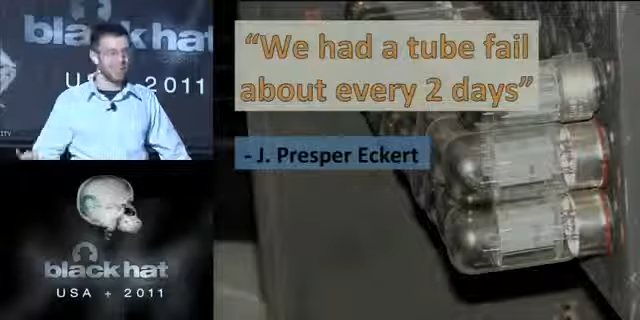 black hat
USA 2011
"We had a tube fail
about every 2 days"
- J. Presper Eckert
black hat
USA + 2011